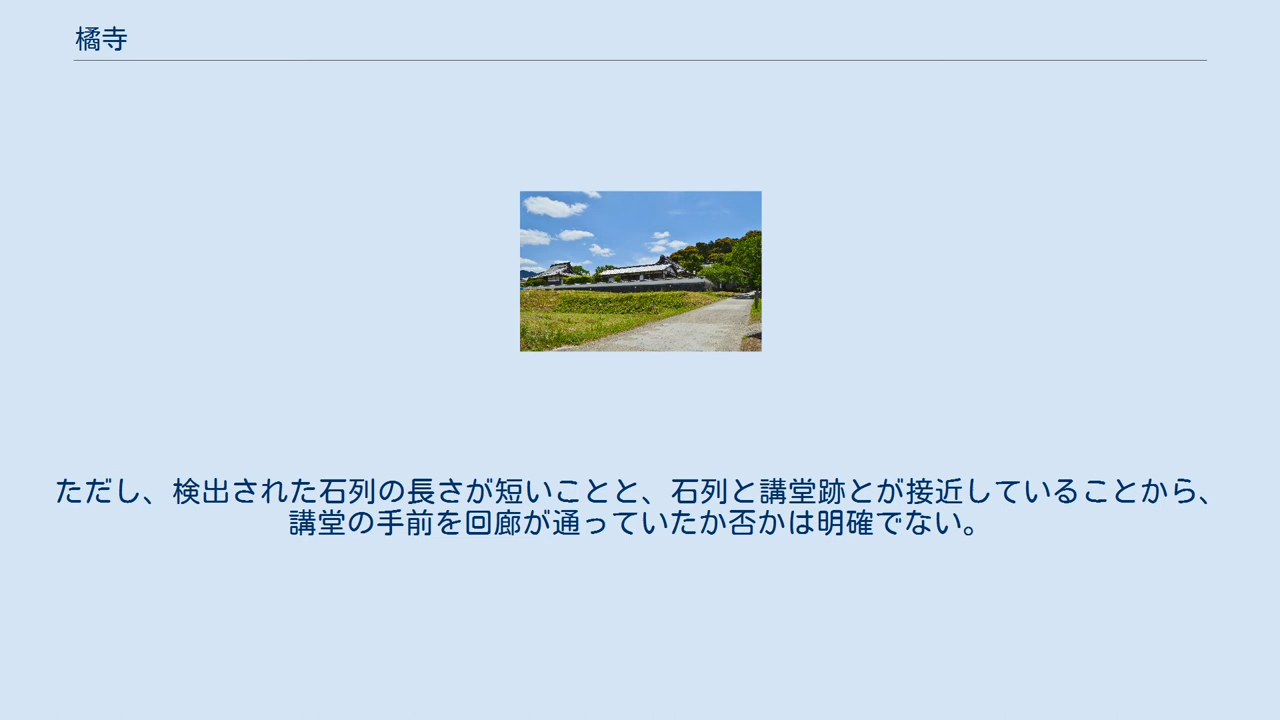 橘寺
ただし、検出された石列の長さが短いことと、石列と講堂跡とが接近していることから、
講堂の手前を回廊が通っていたか否かは明確でない。